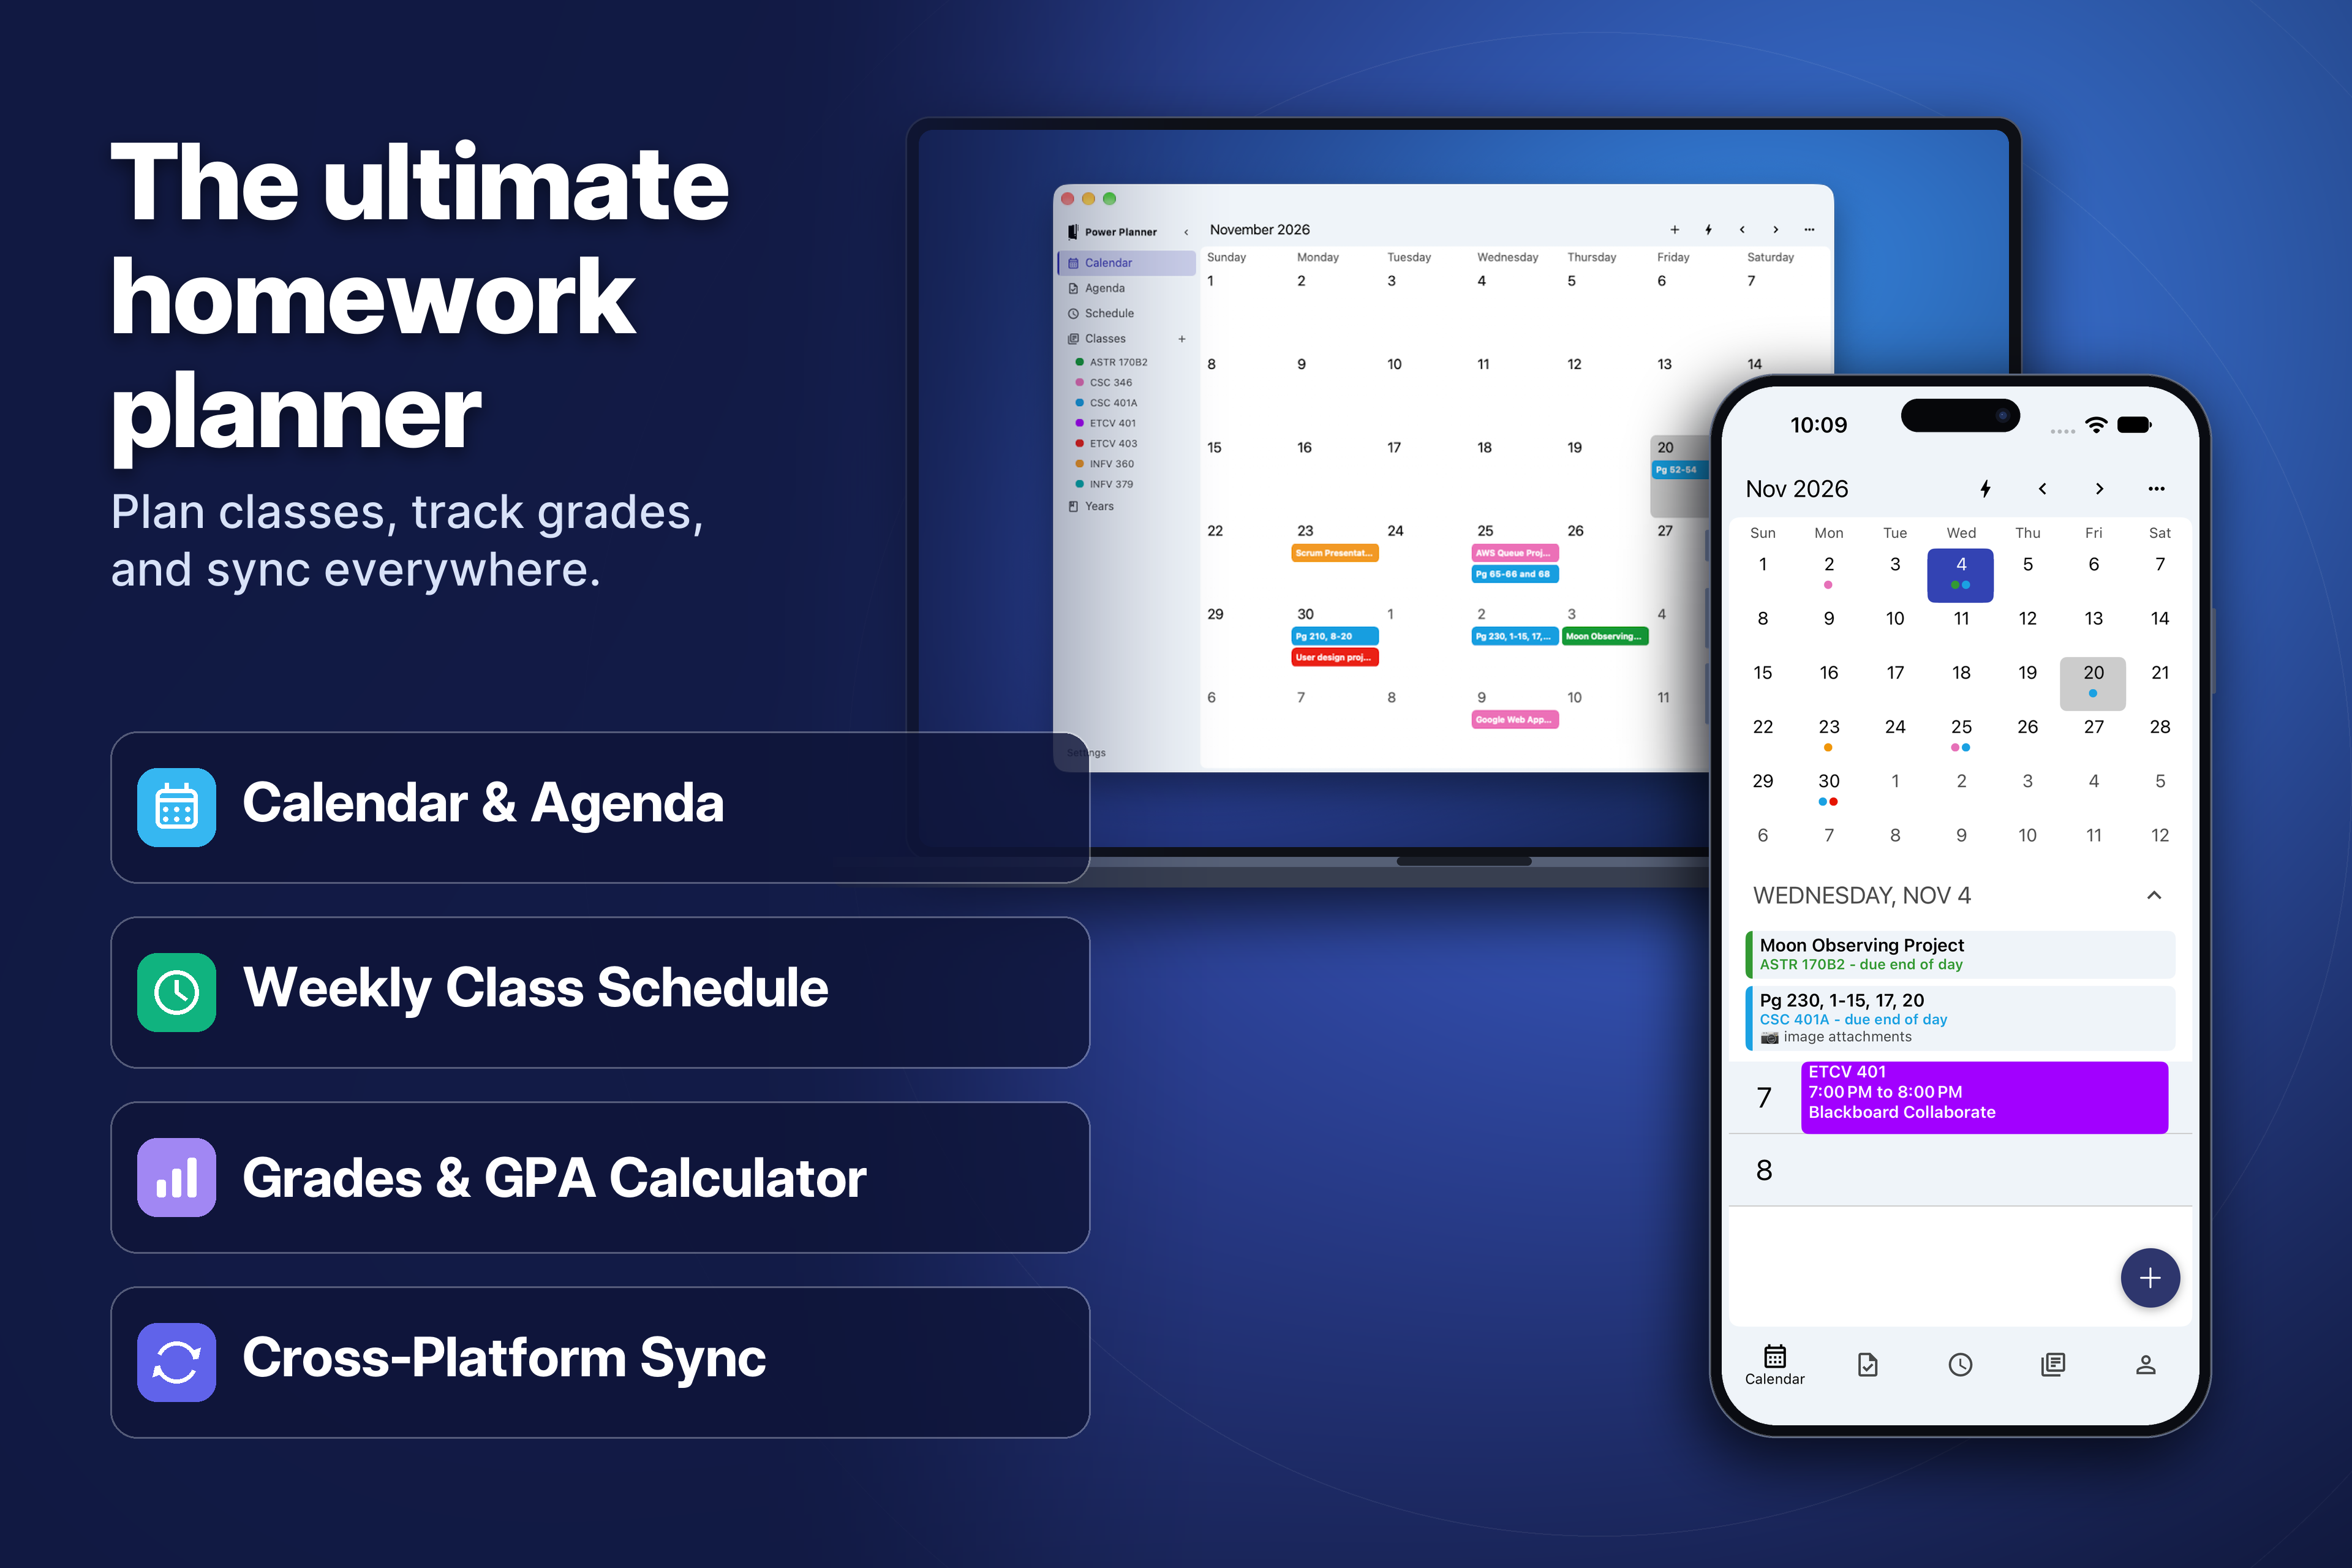 The ultimate
homework
planner
Plan classes, track grades,
and sync everywhere.
Calendar & Agenda
Weekly Class Schedule
Grades & GPA Calculator
Cross-Platform Sync
Power Planner
Calendar
Agenda
Schedule
Classes
ASTR 170B2
CSC 346
CSC 401A
ETCV 401
ETCV 403
INFV 360
INFV 379
Years
Settings
November 2026
Sunday Monday Tuesday Wednesday Thursday Friday Saturday
1 2 3 4 5 6 7
8 9 10 11 12 13 14
15 16 17 18 19 20
Pg 52-54
22 23 24 25 26 27
Scrum Presentat... AWS Queue Proj...
Pg 65-66 and 68
29 30 1 2 3 4
Pg 210, 8-20 Pg 230, 1-15, 17,... Moon Observing...
User design proj...
6 7 8 9 10 11
Google Web App...
10:09
Nov 2026
Sun Mon Tue Wed Thu Fri Sat
1 2 3 4 5 6 7
8 9 10 11 12 13 14
15 16 17 18 19 20 21
22 23 24 25 26 27 28
29 30 1 2 3 4 5
6 7 8 9 10 11 12
WEDNESDAY, NOV 4
Moon Observing Project
ASTR 170B2 - due end of day
Pg 230, 1-15, 17, 20
CSC 401A - due end of day
image attachments
7
ETCV 401
7:00 PM to 8:00 PM
Blackboard Collaborate
8
Calendar